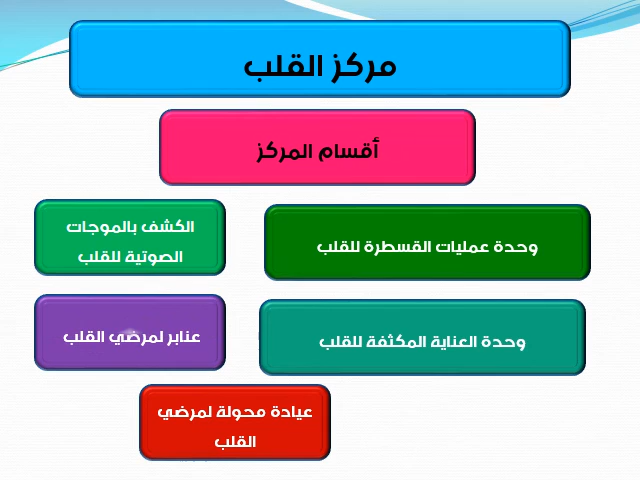 مركز القلب
أقسام المركز
وحدة عمليات القسطرة للقلب
الكشف بالموجات
الصوتية للقلب
وحدة العناية المكثفة للقلب
عنابر لمرضي القلب
عيادة محولة لمرضي
القلب